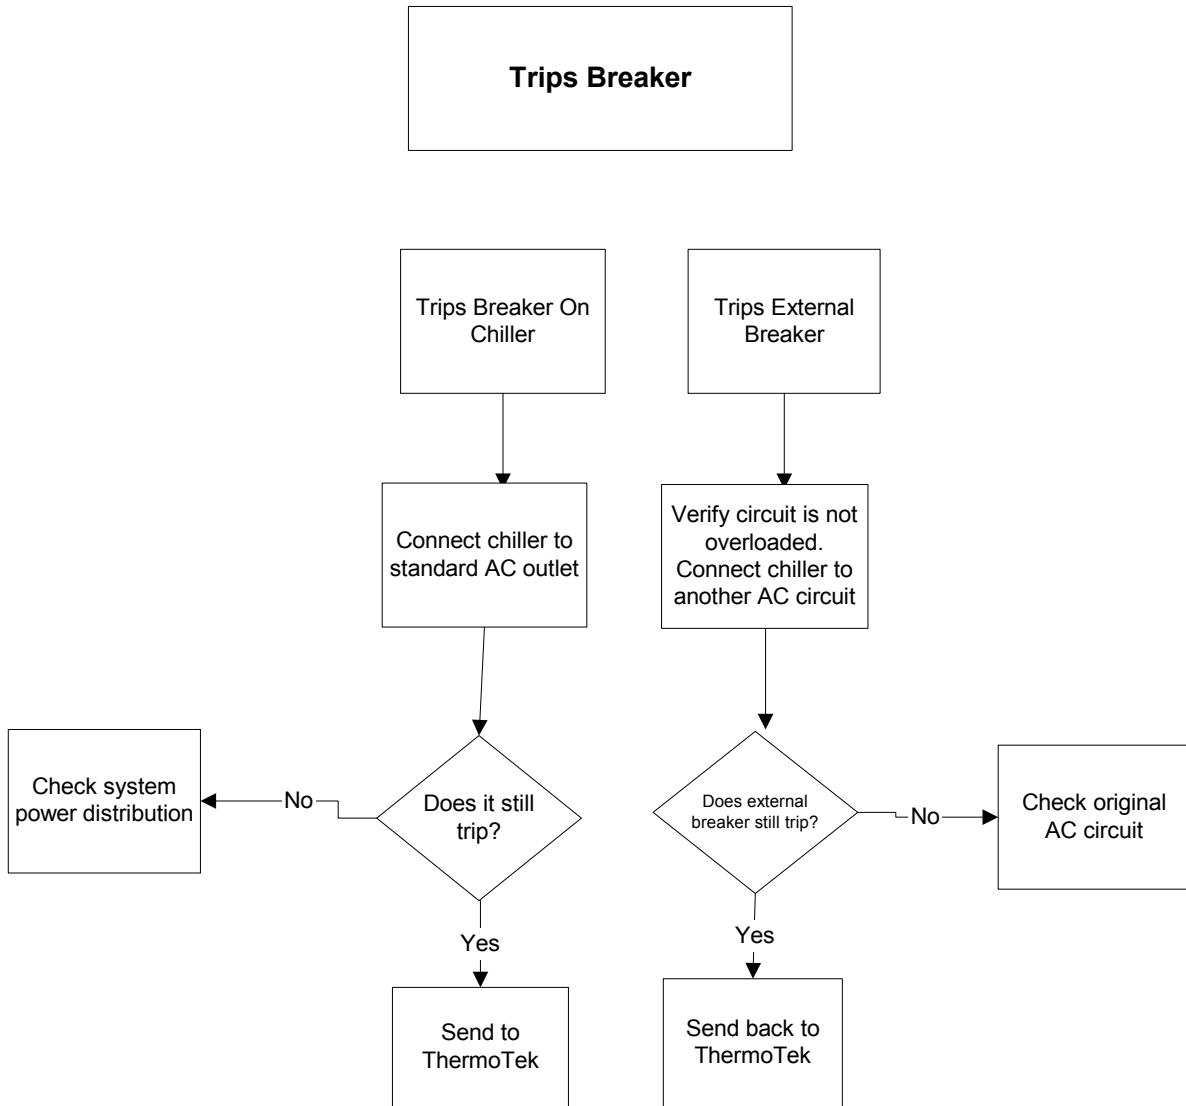 Trips Breaker
Trips Breaker On
Chiller
Trips External
Breaker
Connect chiller to
standard AC outlet
Verify circuit is not
overloaded.
Connect chiller to
another AC circuit
Check system
power distribution
No
Does it still
trip?
Does external
breaker still trip?
No
Check original
AC circuit
Yes
Yes
Send to
ThermoTek
Send back to
ThermoTek